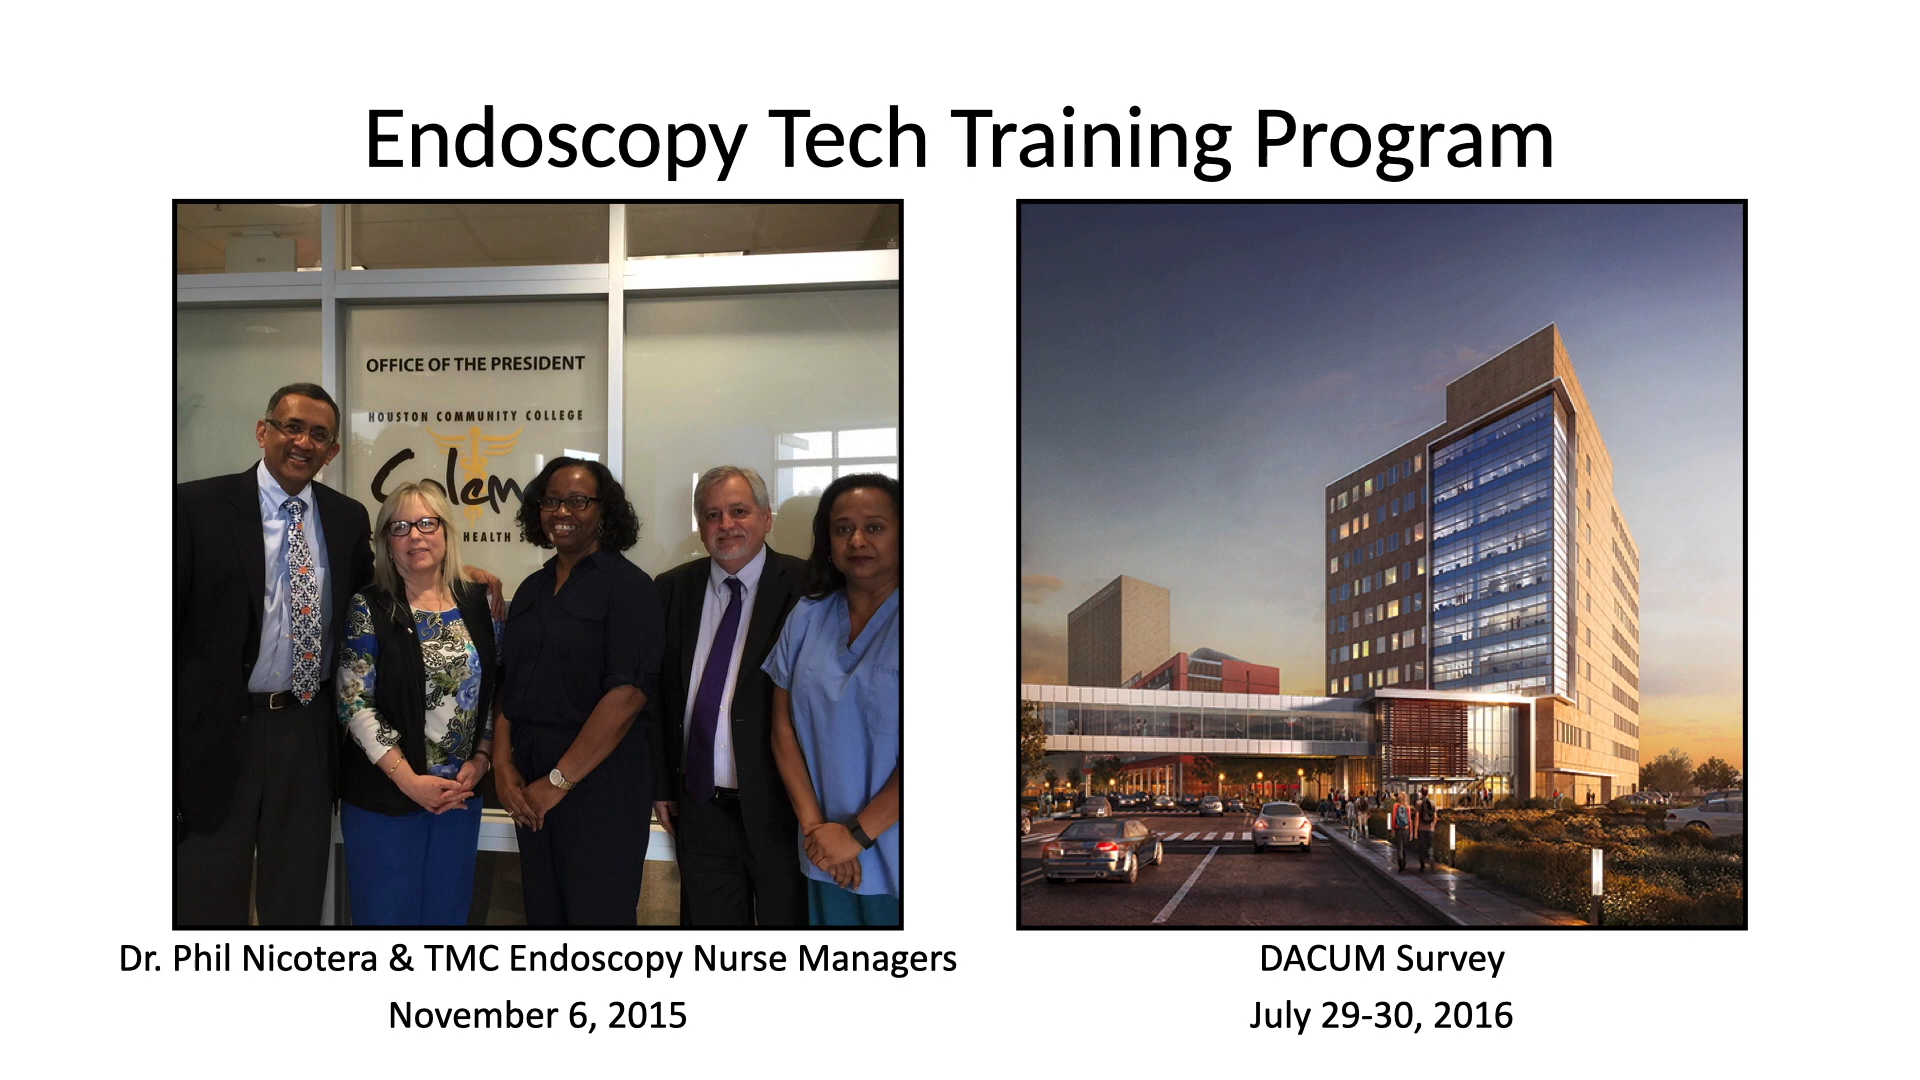 Endoscopy Tech Training Program
OFFICE OF THE PRESIDENT
HOUSTON COMMUNITY COLLEGE
HEALTH
Dr. Phil Nicotera & TMC Endoscopy Nurse Managers
November 6, 2015
DACUM Survey
July 29-30, 2016